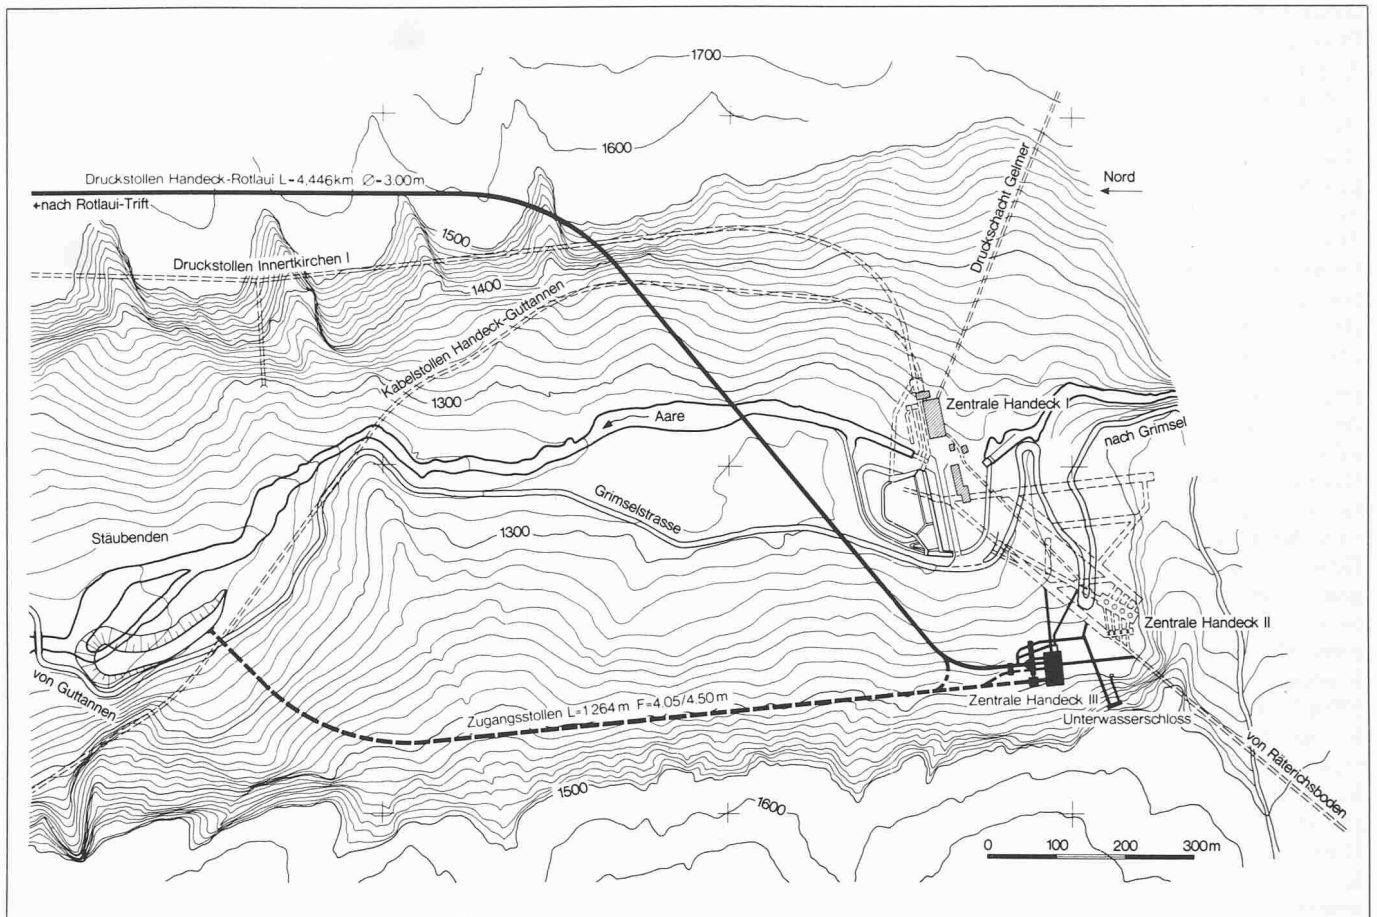 1700
1600
Druckstollen Handeck-Rotlaui L=4,446km Ø=3.00m
←nach Rotlaui-Trift
Nord
Druckschacht Gelmer
1500
Druckstollen Innertkirchen I
1400
Kabelstollen Handeck-Guttannen
1300
Zentrale Handeck I
Aare
nach Grimsel
Grimselstrasse
1300
Stäubenden
Zentrale Handeck II
von Guttannen
Zugangsstollen L=1264m F=4.05/4.50m
Zentrale Handeck III
Unterwasserschloss
von Räterichsboden
1500
1600
0 100 200 300m